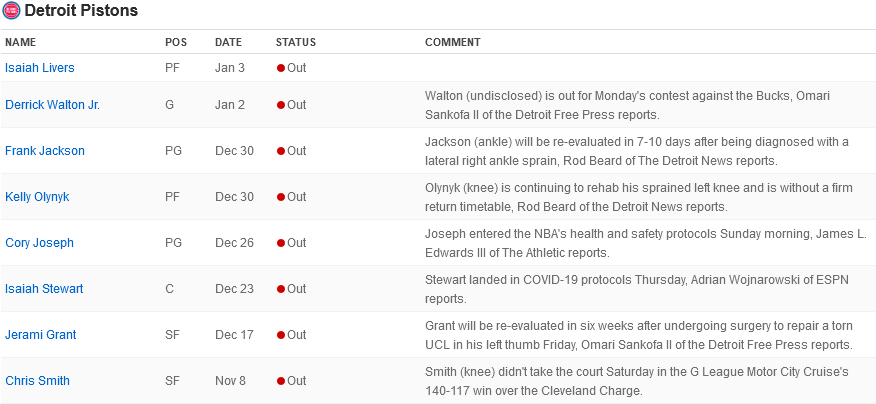 Detroit Pistons
NAME POS DATE STATUS COMMENT
Isaiah Livers PF Jan 3 Out
Derrick Walton Jr. G Jan 2 Out Walton (undisclosed) is out for Monday's contest against the Bucks, Omari
Sankofa II of the Detroit Free Press reports.
Frank Jackson PG Dec 30 Out Jackson (ankle) will be re-evaluated in 7-10 days after being diagnosed with a
lateral right ankle sprain, Rod Beard of The Detroit News reports.
Kelly Olynyk PF Dec 30 Out Olynyk (knee) is continuing to rehab his sprained left knee and is without a firm
return timetable, Rod Beard of the Detroit News reports.
Cory Joseph PG Dec 26 Out Joseph entered the NBA's health and safety protocols Sunday morning, James L.
Edwards III of The Athletic reports.
Isaiah Stewart C Dec 23 Out Stewart landed in COVID-19 protocols Thursday, Adrian Wojnarowski of ESPN
reports.
Jerami Grant SF Dec 17 Out Grant will be re-evaluated in six weeks after undergoing surgery to repair a torn
UCL in his left thumb Friday, Omari Sankofa II of the Detroit Free Press reports.
Chris Smith SF Nov 8 Out Smith (knee) didn't take the court Saturday in the G League Motor City Cruise's
140-117 win over the Cleveland Charge.